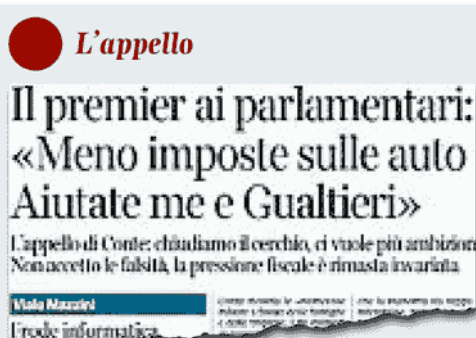 L'appello
Il premier ai parlamentari:
«Meno imposte sulle auto
Aiutate me e Gualtieri»
L'appello di Conte: chiudiamo il cerchio, ci vuole più ambizion
Non accetto le falsità, la pressione fiscale è rimasta invariata
Viale Mazzini
Frode informatica